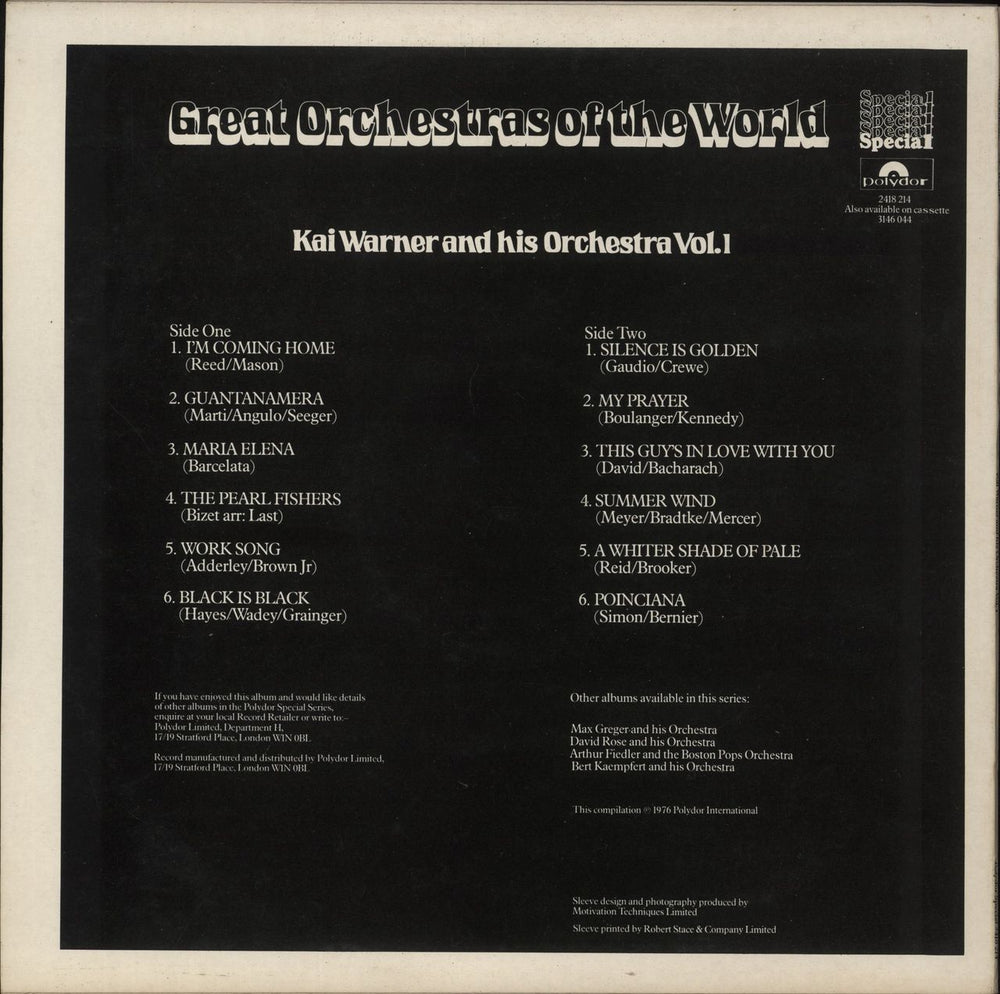 Great Orchestras of the World
Special
Special
Special
Special
Special
polydor
2418 214
Also available on cassette
3146 044
Kai Warner and his Orchestra Vol.1
Side One
1. I'M COMING HOME
(Reed/Mason)
2. GUANTANAMERA
(Marti/Angulo/Seeger)
3. MARIA ELENA
(Barcelata)
4. THE PEARL FISHERS
(Bizet arr: Last)
5. WORK SONG
(Adderley/Brown Jr)
6. BLACK IS BLACK
(Hayes/Wadey/Grainger)
Side Two
1. SILENCE IS GOLDEN
(Gaudio/Crewe)
2. MY PRAYER
(Boulanger/Kennedy)
3. THIS GUY'S IN LOVE WITH YOU
(David/Bacharach)
4. SUMMER WIND
(Meyer/Bradtke/Mercer)
5. A WHITER SHADE OF PALE
(Reid/Brooker)
6. POINCIANA
(Simon/Bernier)
If you have enjoyed this album and would like details
of other albums in the Polydor Special Series,
enquire at your local Record Retailer or write to:–
Polydor Limited, Department H,
17/19 Stratford Place, London W1N 0BL
Record manufactured and distributed by Polydor Limited,
17/19 Stratford Place, London W1N 0BL
Other albums available in this series:
Max Greger and his Orchestra
David Rose and his Orchestra
Arthur Fiedler and the Boston Pops Orchestra
Bert Kaempfert and his Orchestra
This compilation ℗ 1976 Polydor International
Sleeve design and photography produced by
Motivation Techniques Limited
Sleeve printed by Robert Stace & Company Limited